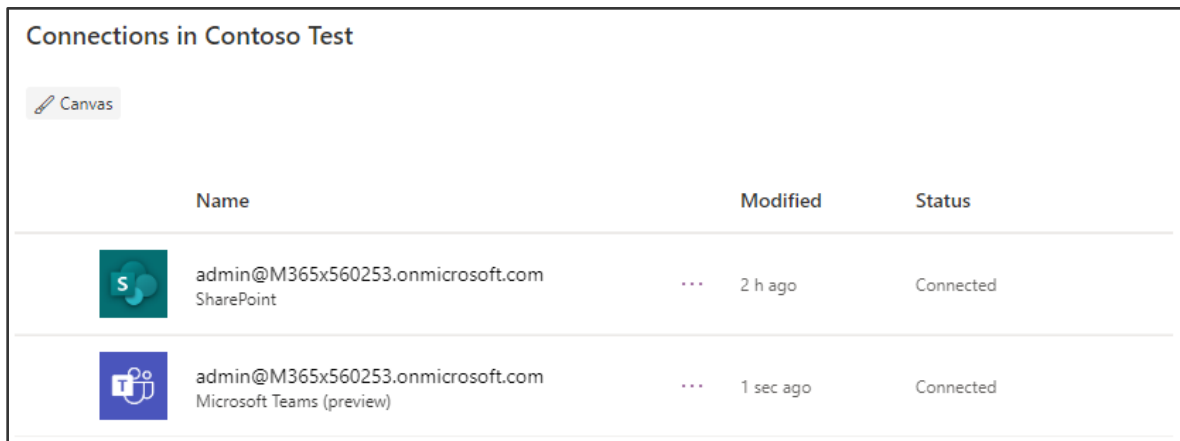 Connections in Contoso Test
Canvas
Name Modified Status
S admin@M365x560253.onmicrosoft.com ... 2 h ago Connected
SharePoint
T admin@M365x560253.onmicrosoft.com ... 1 sec ago Connected
Microsoft Teams (preview)